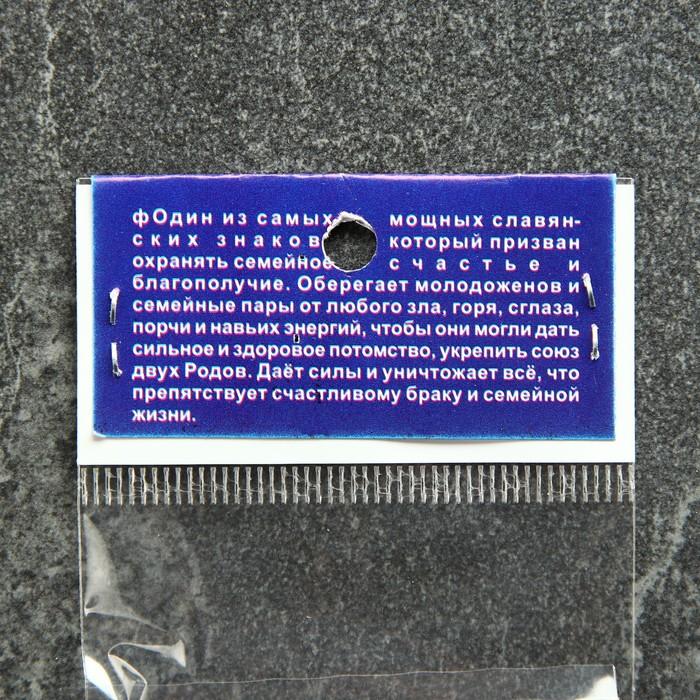 фОдин из самых мощных славян-
ских знаков который призван
охранять семейное счастье и
благополучие. Оберегает молодоженов и
семейные пары от любого зла, горя, сглаза,
порчи и навьих энергий, чтобы они могли дать
сильное и здоровое потомство, укрепить союз
двух Родов. Даёт силы и уничтожает всё, что
препятствует счастливому браку и семейной
жизни.